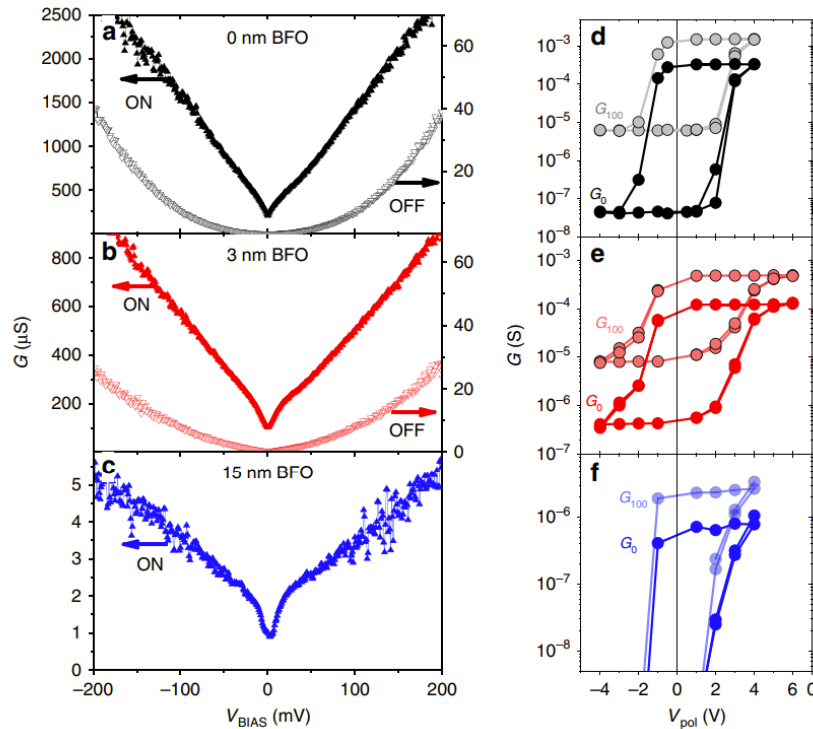 a
0 nm BFO
ON
OFF
2500
2000
1500
1000
500
60
40
20
0
b
3 nm BFO
ON
OFF
800
600
400
200
60
40
20
0
G (µS)
c
15 nm BFO
ON
5
4
3
2
1
0
−200 −100 0 100 200
V_BIAS (mV)
d
G_100
G_0
10^−3
10^−4
10^−5
10^−6
10^−7
10^−8
e
G_100
G_0
10^−3
10^−4
10^−5
10^−6
10^−7
G (S)
f
G_100
G_0
10^−6
10^−7
10^−8
−4 −2 0 2 4 6
V_pol (V)